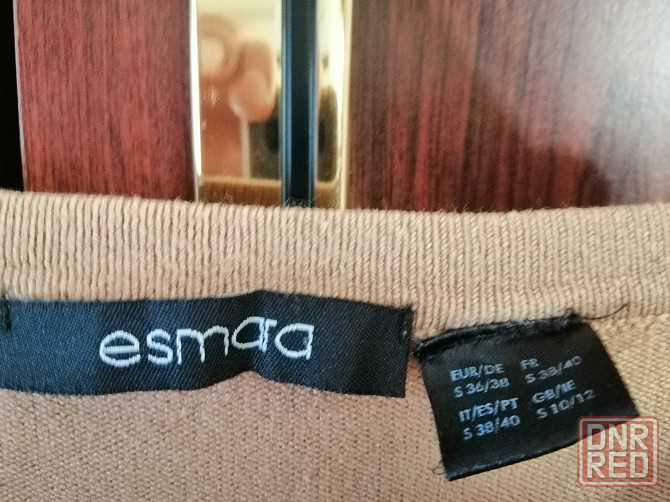 esmara
EUR/DE FR
S 36/38 S 38/40
IT/ES/PT GB/IE
S 38/40 S 10/12
DNR
RED